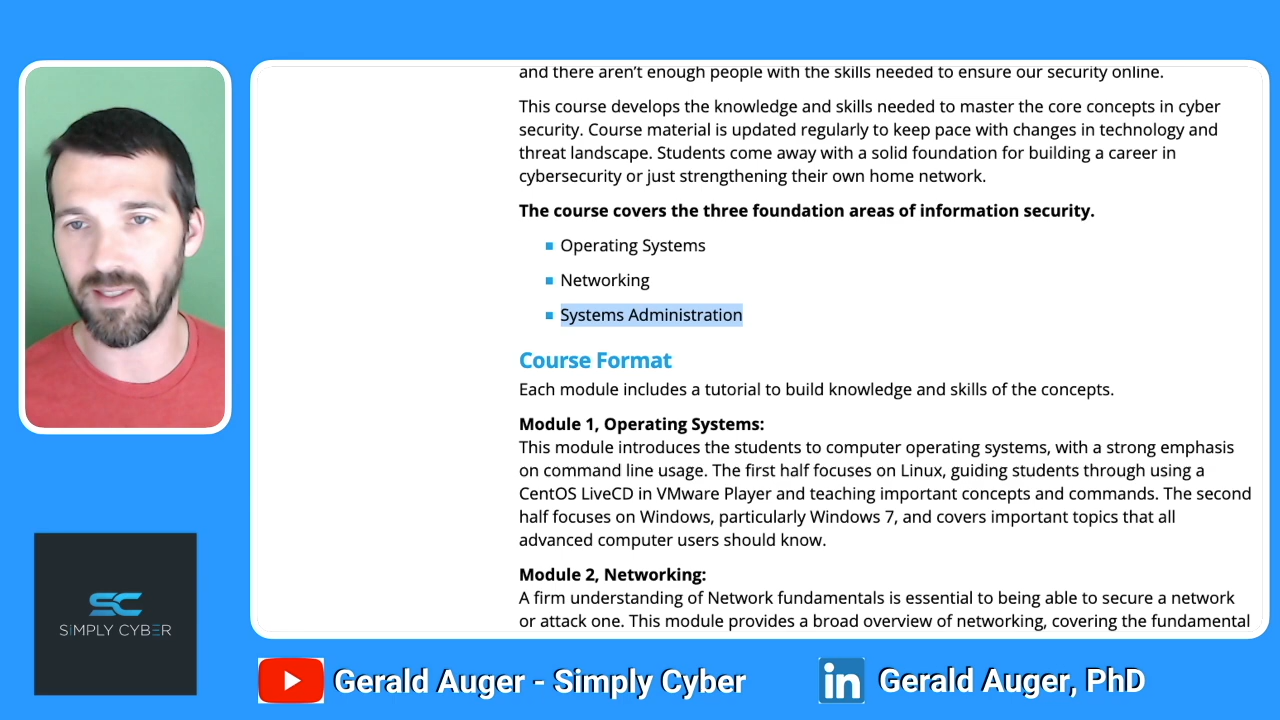 and there aren't enough people with the skills needed to ensure our security online.
This course develops the knowledge and skills needed to master the core concepts in cyber
security. Course material is updated regularly to keep pace with changes in technology and
threat landscape. Students come away with a solid foundation for building a career in
cybersecurity or just strengthening their own home network.
The course covers the three foundation areas of information security.
Operating Systems
Networking
Systems Administration
Course Format
Each module includes a tutorial to build knowledge and skills of the concepts.
Module 1, Operating Systems:
This module introduces the students to computer operating systems, with a strong emphasis
on command line usage. The first half focuses on Linux, guiding students through using a
CentOS LiveCD in VMware Player and teaching important concepts and commands. The second
half focuses on Windows, particularly Windows 7, and covers important topics that all
advanced computer users should know.
Module 2, Networking:
A firm understanding of Network fundamentals is essential to being able to secure a network
or attack one. This module provides a broad overview of networking, covering the fundamental
SC
SIMPLY CYBER
Gerald Auger - Simply Cyber
in
Gerald Auger, PhD